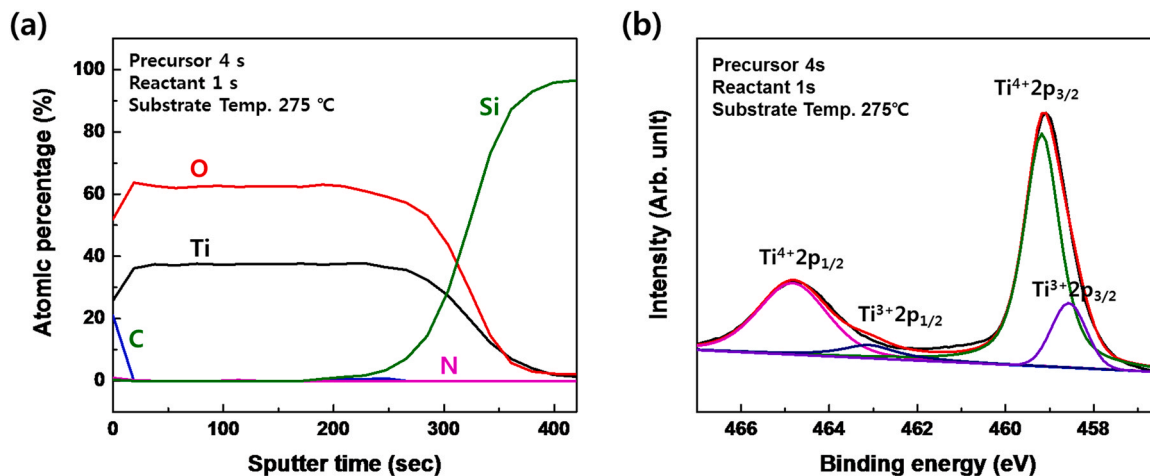 (a)
Precursor 4 s
Reactant 1 s
Substrate Temp. 275 ℃
Atomic percentage (%)
100
80
60
40
20
0
O
Ti
C
Si
N
0
100
200
300
400
Sputter time (sec)
(b)
Precursor 4s
Reactant 1s
Substrate Temp. 275℃
Intensity (Arb. unit)
Ti⁴⁺2p₃/₂
Ti⁴⁺2p₁/₂
Ti³⁺2p₁/₂
Ti³⁺2p₃/₂
466
464
462
460
458
Binding energy (eV)